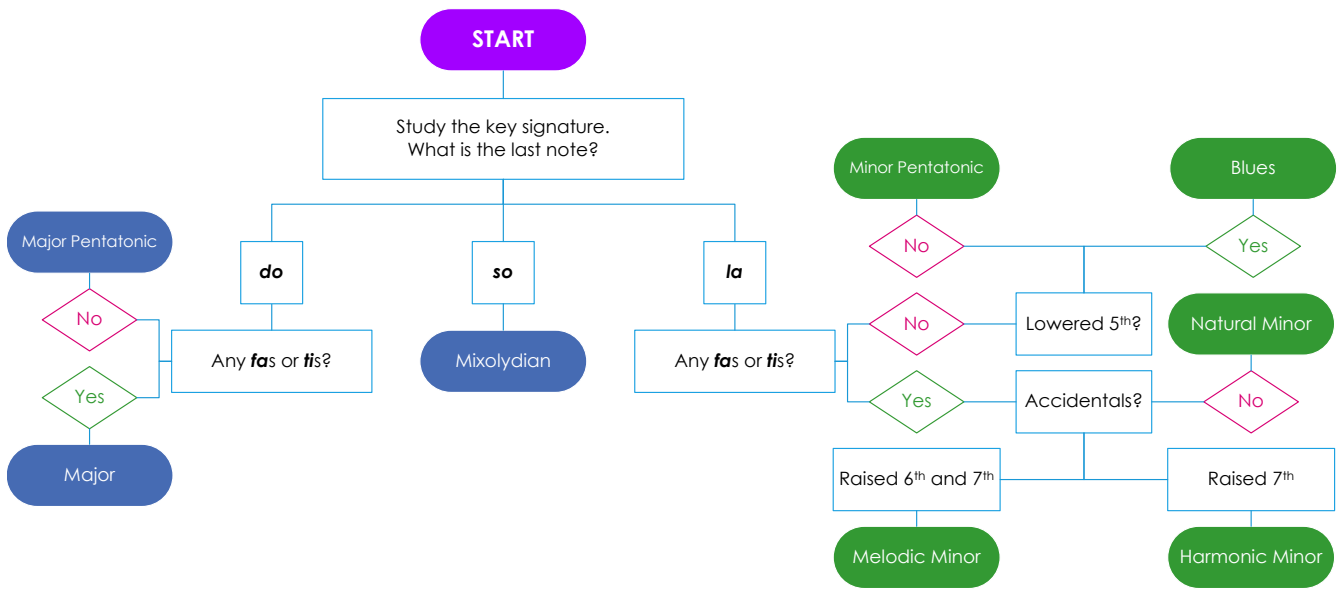 START
Study the key signature.
What is the last note?
do
so
la
Any fas or tis?
No
Major Pentatonic
Yes
Major
Mixolydian
Any fas or tis?
No
Lowered 5th?
No
Minor Pentatonic
Yes
Blues
Yes
Accidentals?
No
Natural Minor
Raised 6th and 7th
Melodic Minor
Raised 7th
Harmonic Minor